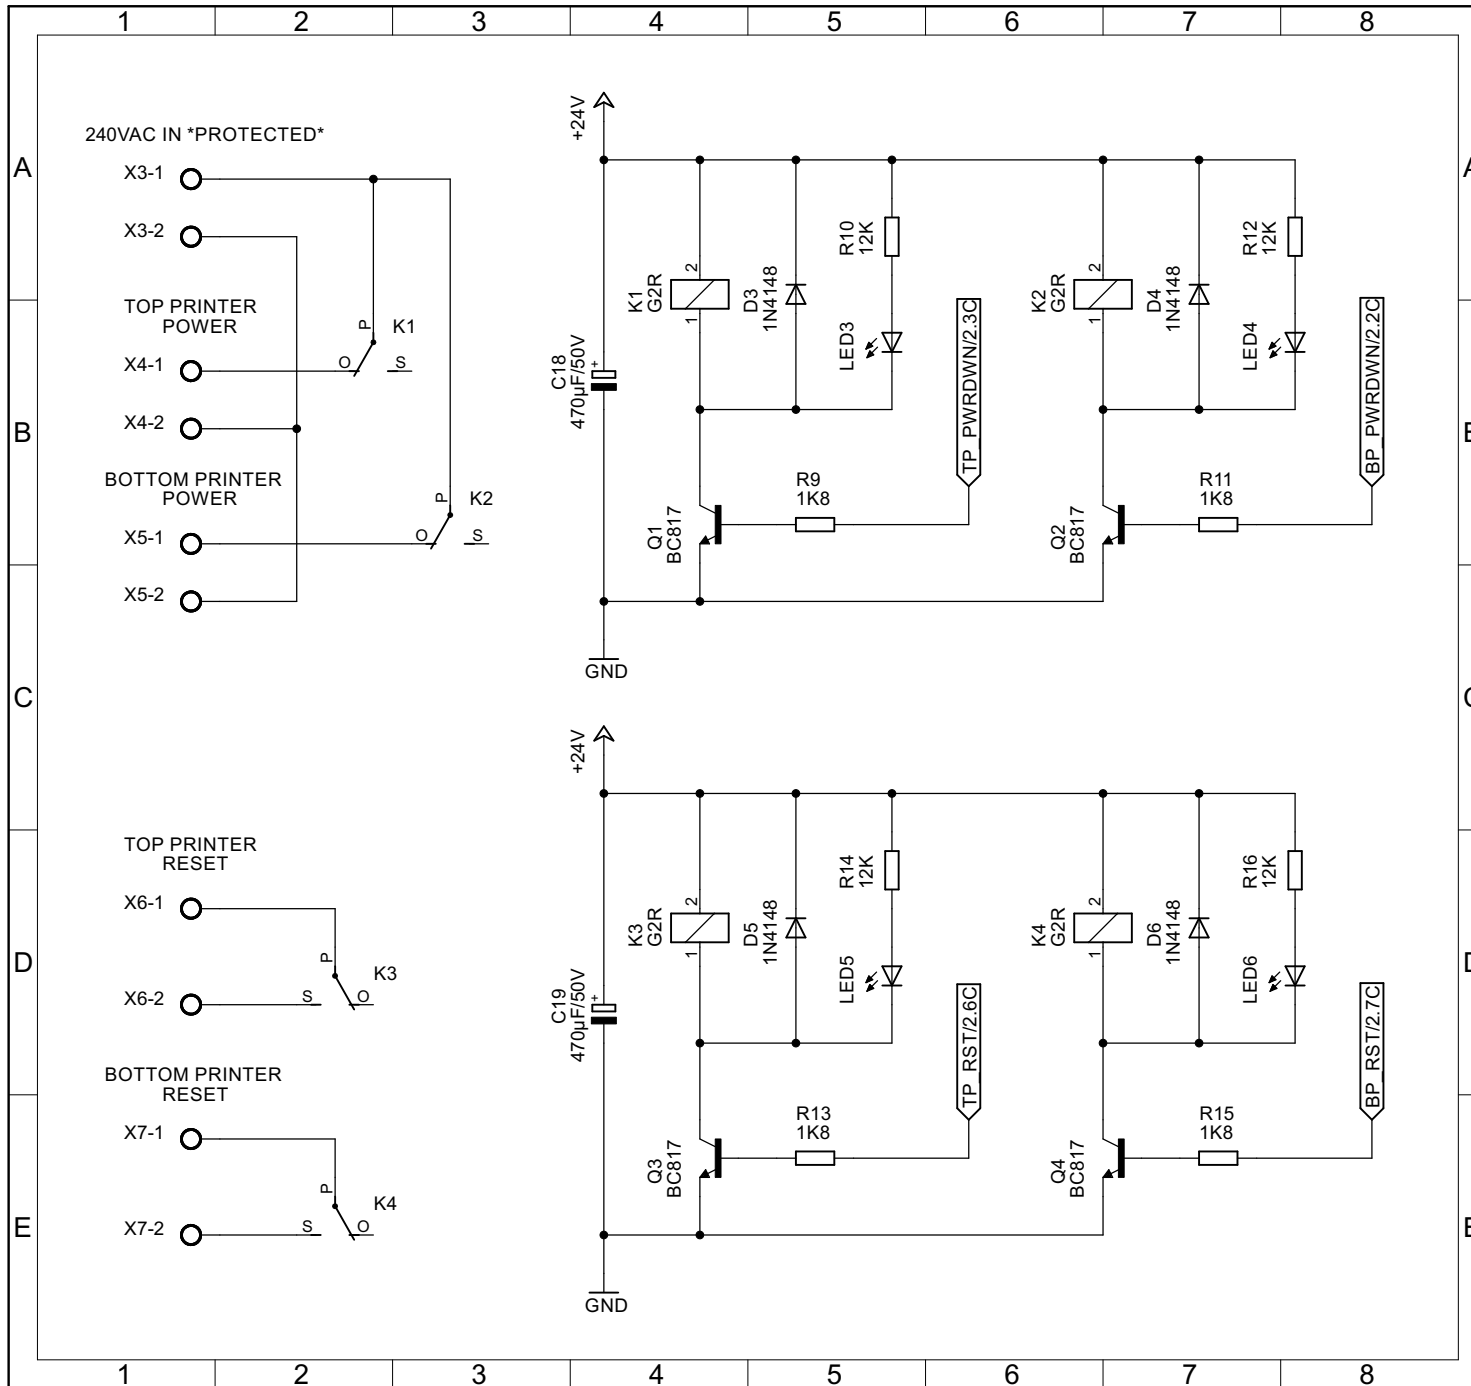 1 2 3 4 5 6 7 8
A
A
B
C
D
D
E
240VAC IN *PROTECTED*
X3-1
X3-2
TOP PRINTER
POWER
X4-1
X4-2
BOTTOM PRINTER
POWER
X5-1
X5-2
P
K1
O
S
P
K2
O
S
TOP PRINTER
RESET
X6-1
X6-2
BOTTOM PRINTER
RESET
X7-1
X7-2
P
K3
S
O
P
K4
S
O
+24V
C18
470µF/50V
+
K1
G2R
2
1
D3
1N4148
R10
12K
LED3
TP_PWRDWN/2.3C
R9
1K8
Q1
BC817
K2
G2R
2
1
D4
1N4148
R12
12K
LED4
BP_PWRDWN/2.2C
R11
1K8
Q2
BC817
GND
+24V
C19
470µF/50V
+
K3
G2R
2
1
D5
1N4148
R14
12K
LED5
TP_RST/2.6C
R13
1K8
Q3
BC817
K4
G2R
2
1
D6
1N4148
R16
12K
LED6
BP_RST/2.7C
R15
1K8
Q4
BC817
GND
1 2 3 4 5 6 7 8